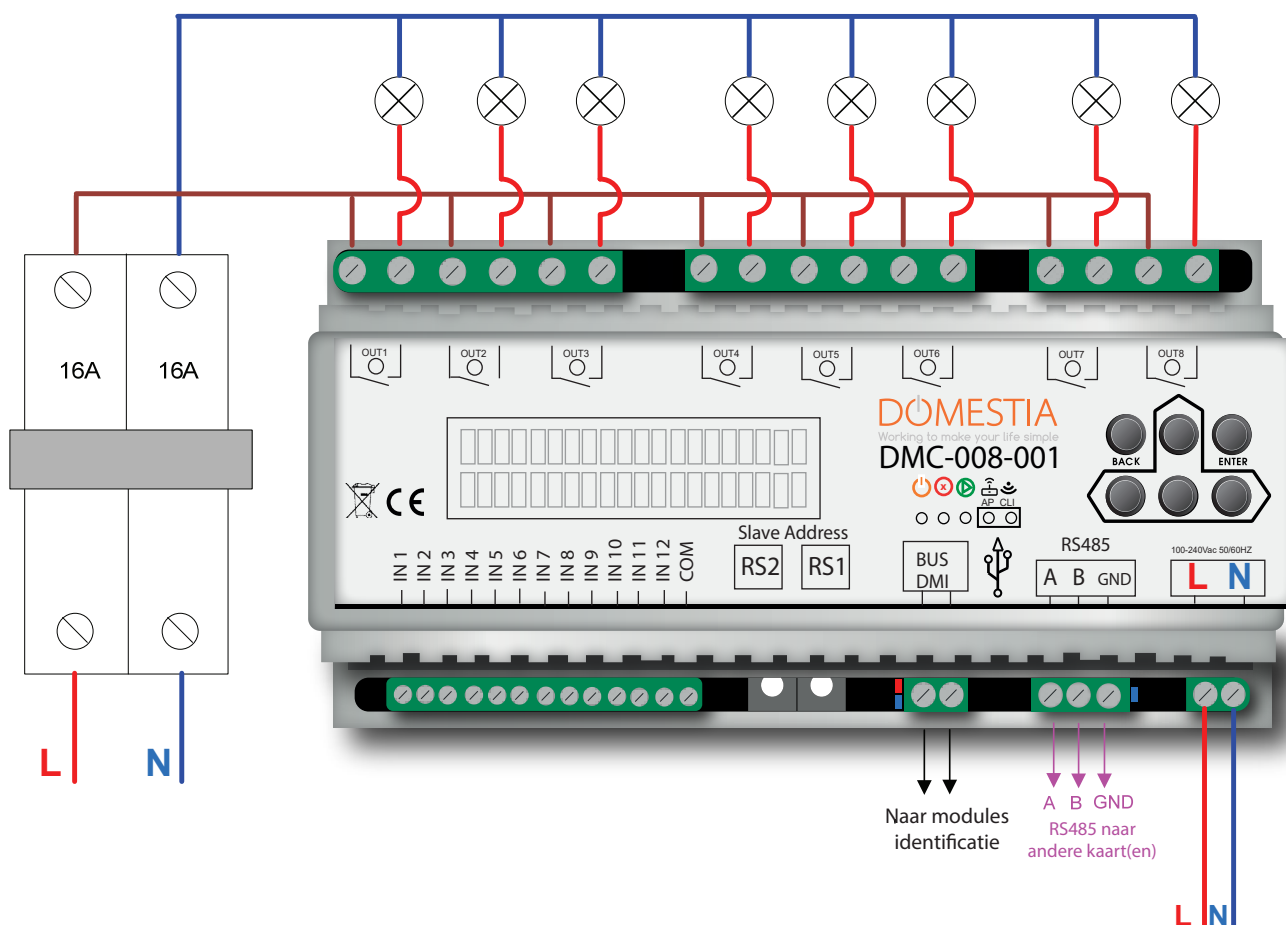 16A
16A
L
N
OUT1
OUT2
OUT3
OUT4
OUT5
OUT6
OUT7
OUT8
DOMESTIA
Working to make your life simple
DMC-008-001
X
AP CLI
BACK
ENTER
CE
IN 1
IN 2
IN 3
IN 4
IN 5
IN 6
IN 7
IN 8
IN 9
IN 10
IN 11
IN 12
COM
Slave Address
RS2
RS1
BUS
DMI
RS485
A B GND
100-240Vac 50/60HZ
L N
Naar modules
identificatie
A B GND
RS485 naar
andere kaart(en)
L N